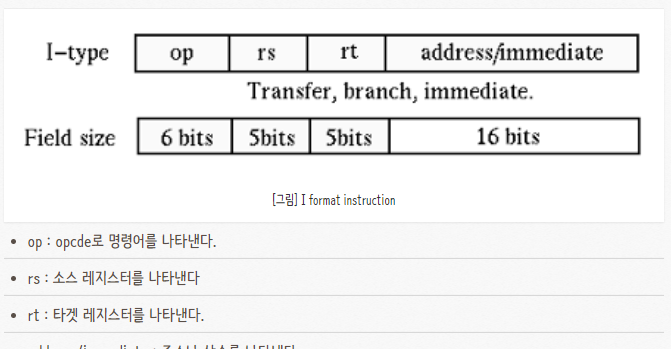 I-type op rs rt address/immediate
Transfer, branch, immediate.
Field size 6 bits 5bits 5bits 16 bits
[그림] I format instruction
op : opcde로 명령어를 나타낸다.
rs : 소스 레지스터를 나타낸다
rt : 타겟 레지스터를 나타낸다.